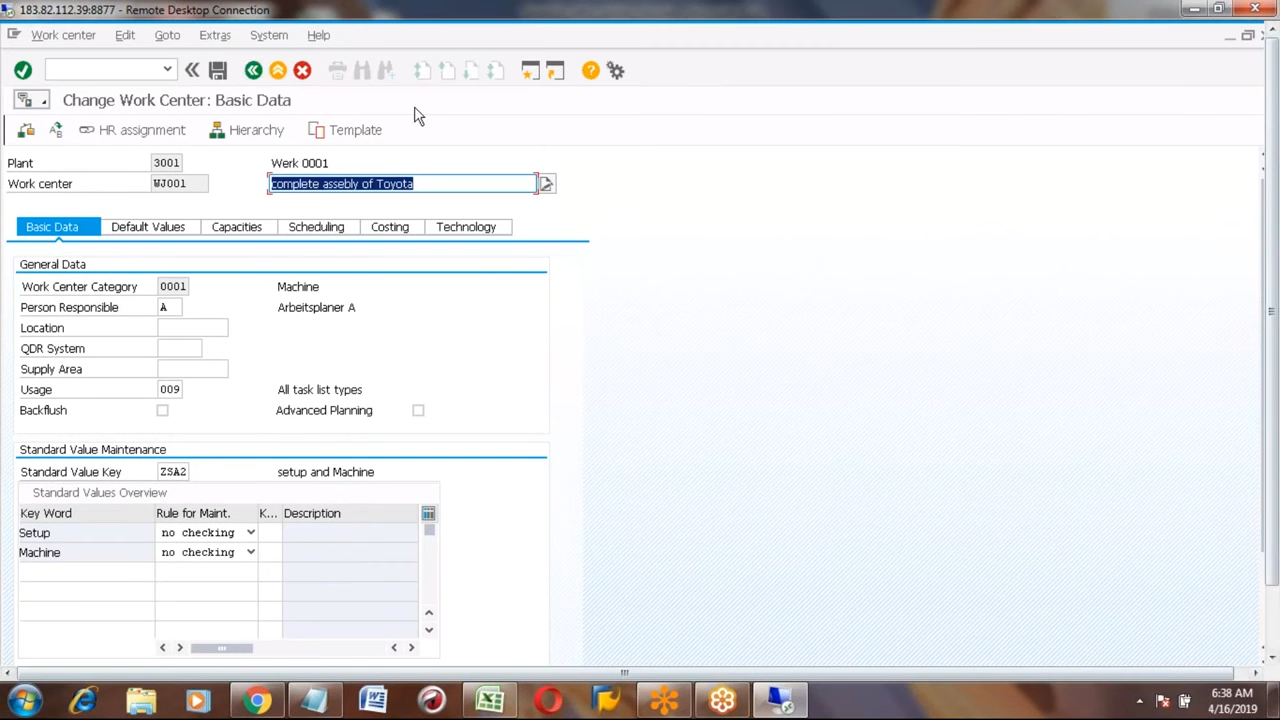 183.82.112.39:8877 - Remote Desktop Connection
Work center Edit Goto Extras System Help
Change Work Center: Basic Data
HR assignment Hierarchy Template
Plant 3001 Werk 0001
Work center WJ001 complete assebly of Toyota
Basic Data Default Values Capacities Scheduling Costing Technology
General Data
Work Center Category 0001 Machine
Person Responsible A Arbeitsplaner A
Location
QDR System
Supply Area
Usage 009 All task list types
Backflush Advanced Planning
Standard Value Maintenance
Standard Value Key ZSA2 setup and Machine
Standard Values Overview
Key Word Rule for Maint. K... Description
Setup no checking
Machine no checking
6:38 AM
4/16/2019